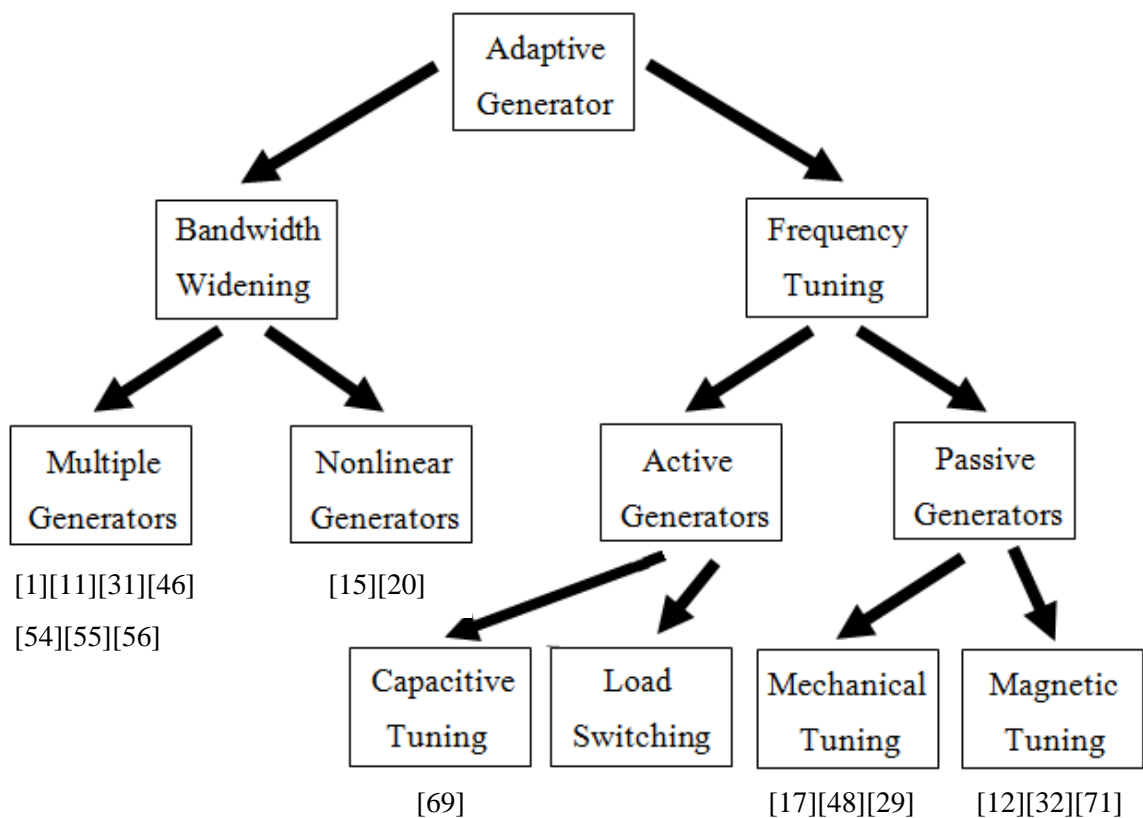 Adaptive
Generator
Bandwidth
Widening
Frequency
Tuning
Multiple
Generators
Nonlinear
Generators
Active
Generators
Passive
Generators
[1][11][31][46]
[54][55][56]
[15][20]
Capacitive
Tuning
Load
Switching
Mechanical
Tuning
Magnetic
Tuning
[69]
[17][48][29]
[12][32][71]